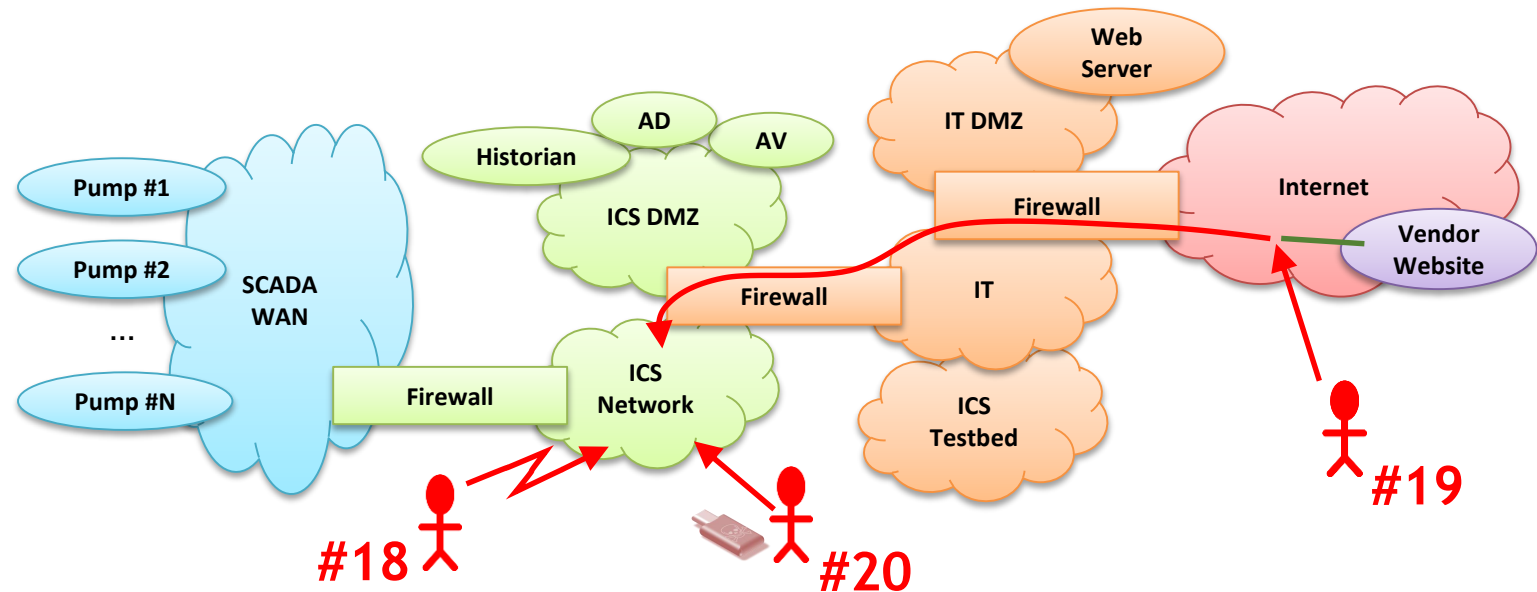 Web
Server
AD
IT DMZ
AV
Historian
Pump #1
Internet
Firewall
ICS DMZ
Vendor
Website
Pump #2
SCADA
WAN
Firewall
IT
...
ICS
Network
Pump #N
Firewall
ICS
Testbed
#19
#18
#20